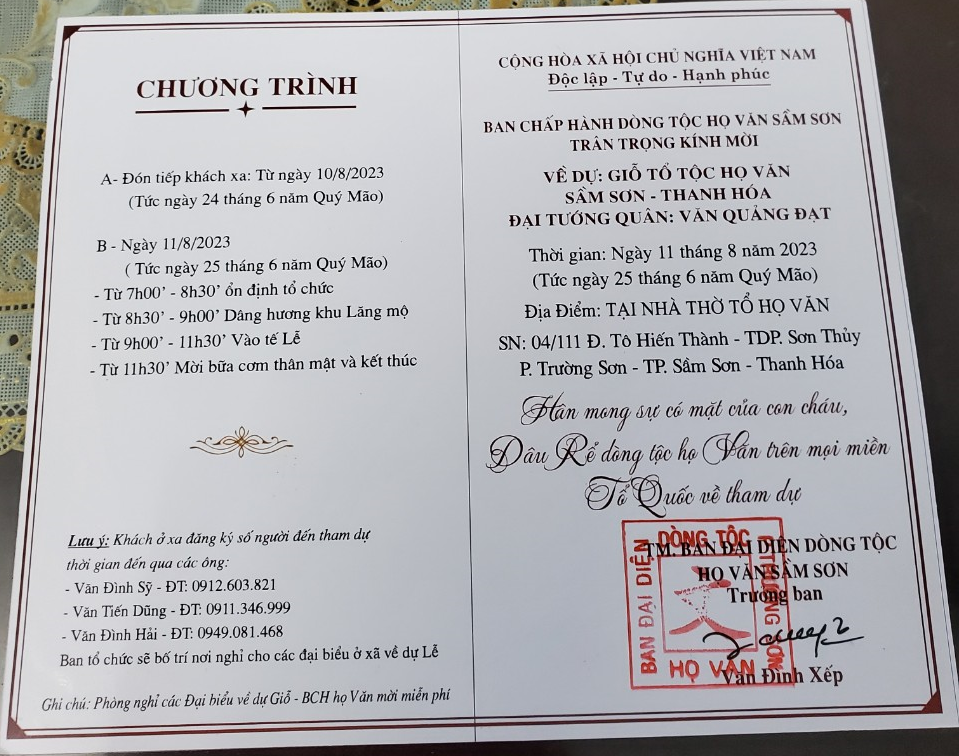 CHƯƠNG TRÌNH
A- Đón tiếp khách xa: Từ ngày 10/8/2023
(Tức ngày 24 tháng 6 năm Quý Mão)
B - Ngày 11/8/2023
( Tức ngày 25 tháng 6 năm Quý Mão)
- Từ 7h00’ - 8h30’ ổn định tổ chức
- Từ 8h30’ - 9h00’ Dâng hương khu Lăng mộ
- Từ 9h00’ - 11h30’ Vào tế Lễ
- Từ 11h30’ Mời bữa cơm thân mật và kết thúc
Lưu ý: Khách ở xa đăng ký số người đến tham dự
thời gian đến qua các ông:
- Văn Đình Sỹ - ĐT: 0912.603.821
- Văn Tiến Dũng - ĐT: 0911.346.999
- Văn Đình Hải - ĐT: 0949.081.468
Ban tổ chức sẽ bố trí nơi nghỉ cho các đại biểu ở xã về dự Lễ
Ghi chú: Phòng nghỉ các Đại biểu về dự Giỗ - BCH họ Văn mời miễn phí
CỘNG HÒA XÃ HỘI CHỦ NGHĨA VIỆT NAM
Độc lập - Tự do - Hạnh phúc
BAN CHẤP HÀNH DÒNG TỘC HỌ VĂN SẦM SƠN
TRÂN TRỌNG KÍNH MỜI
VỀ DỰ: GIỖ TỔ TỘC HỌ VĂN
SẦM SƠN - THANH HÓA
ĐẠI TƯỚNG QUÂN: VĂN QUẢNG ĐẠT
Thời gian: Ngày 11 tháng 8 năm 2023
(Tức ngày 25 tháng 6 năm Quý Mão)
Địa Điểm: TẠI NHÀ THỜ TỔ HỌ VĂN
SN: 04/111 Đ. Tô Hiến Thành - TDP. Sơn Thủy
P. Trường Sơn - TP. Sầm Sơn - Thanh Hóa
Hân mong sự có mặt của con cháu,
Dâu Rể dòng tộc họ Văn trên mọi miền
Tổ Quốc về tham dự
TM. BAN ĐẠI DIỆN DÒNG TỘC
HỌ VĂN SẦM SƠN
Trưởng ban
Văn Đình Xếp
DÒNG TỘC
BAN ĐẠI DIỆN
P.TRƯỜNG SƠN
HỌ VĂN